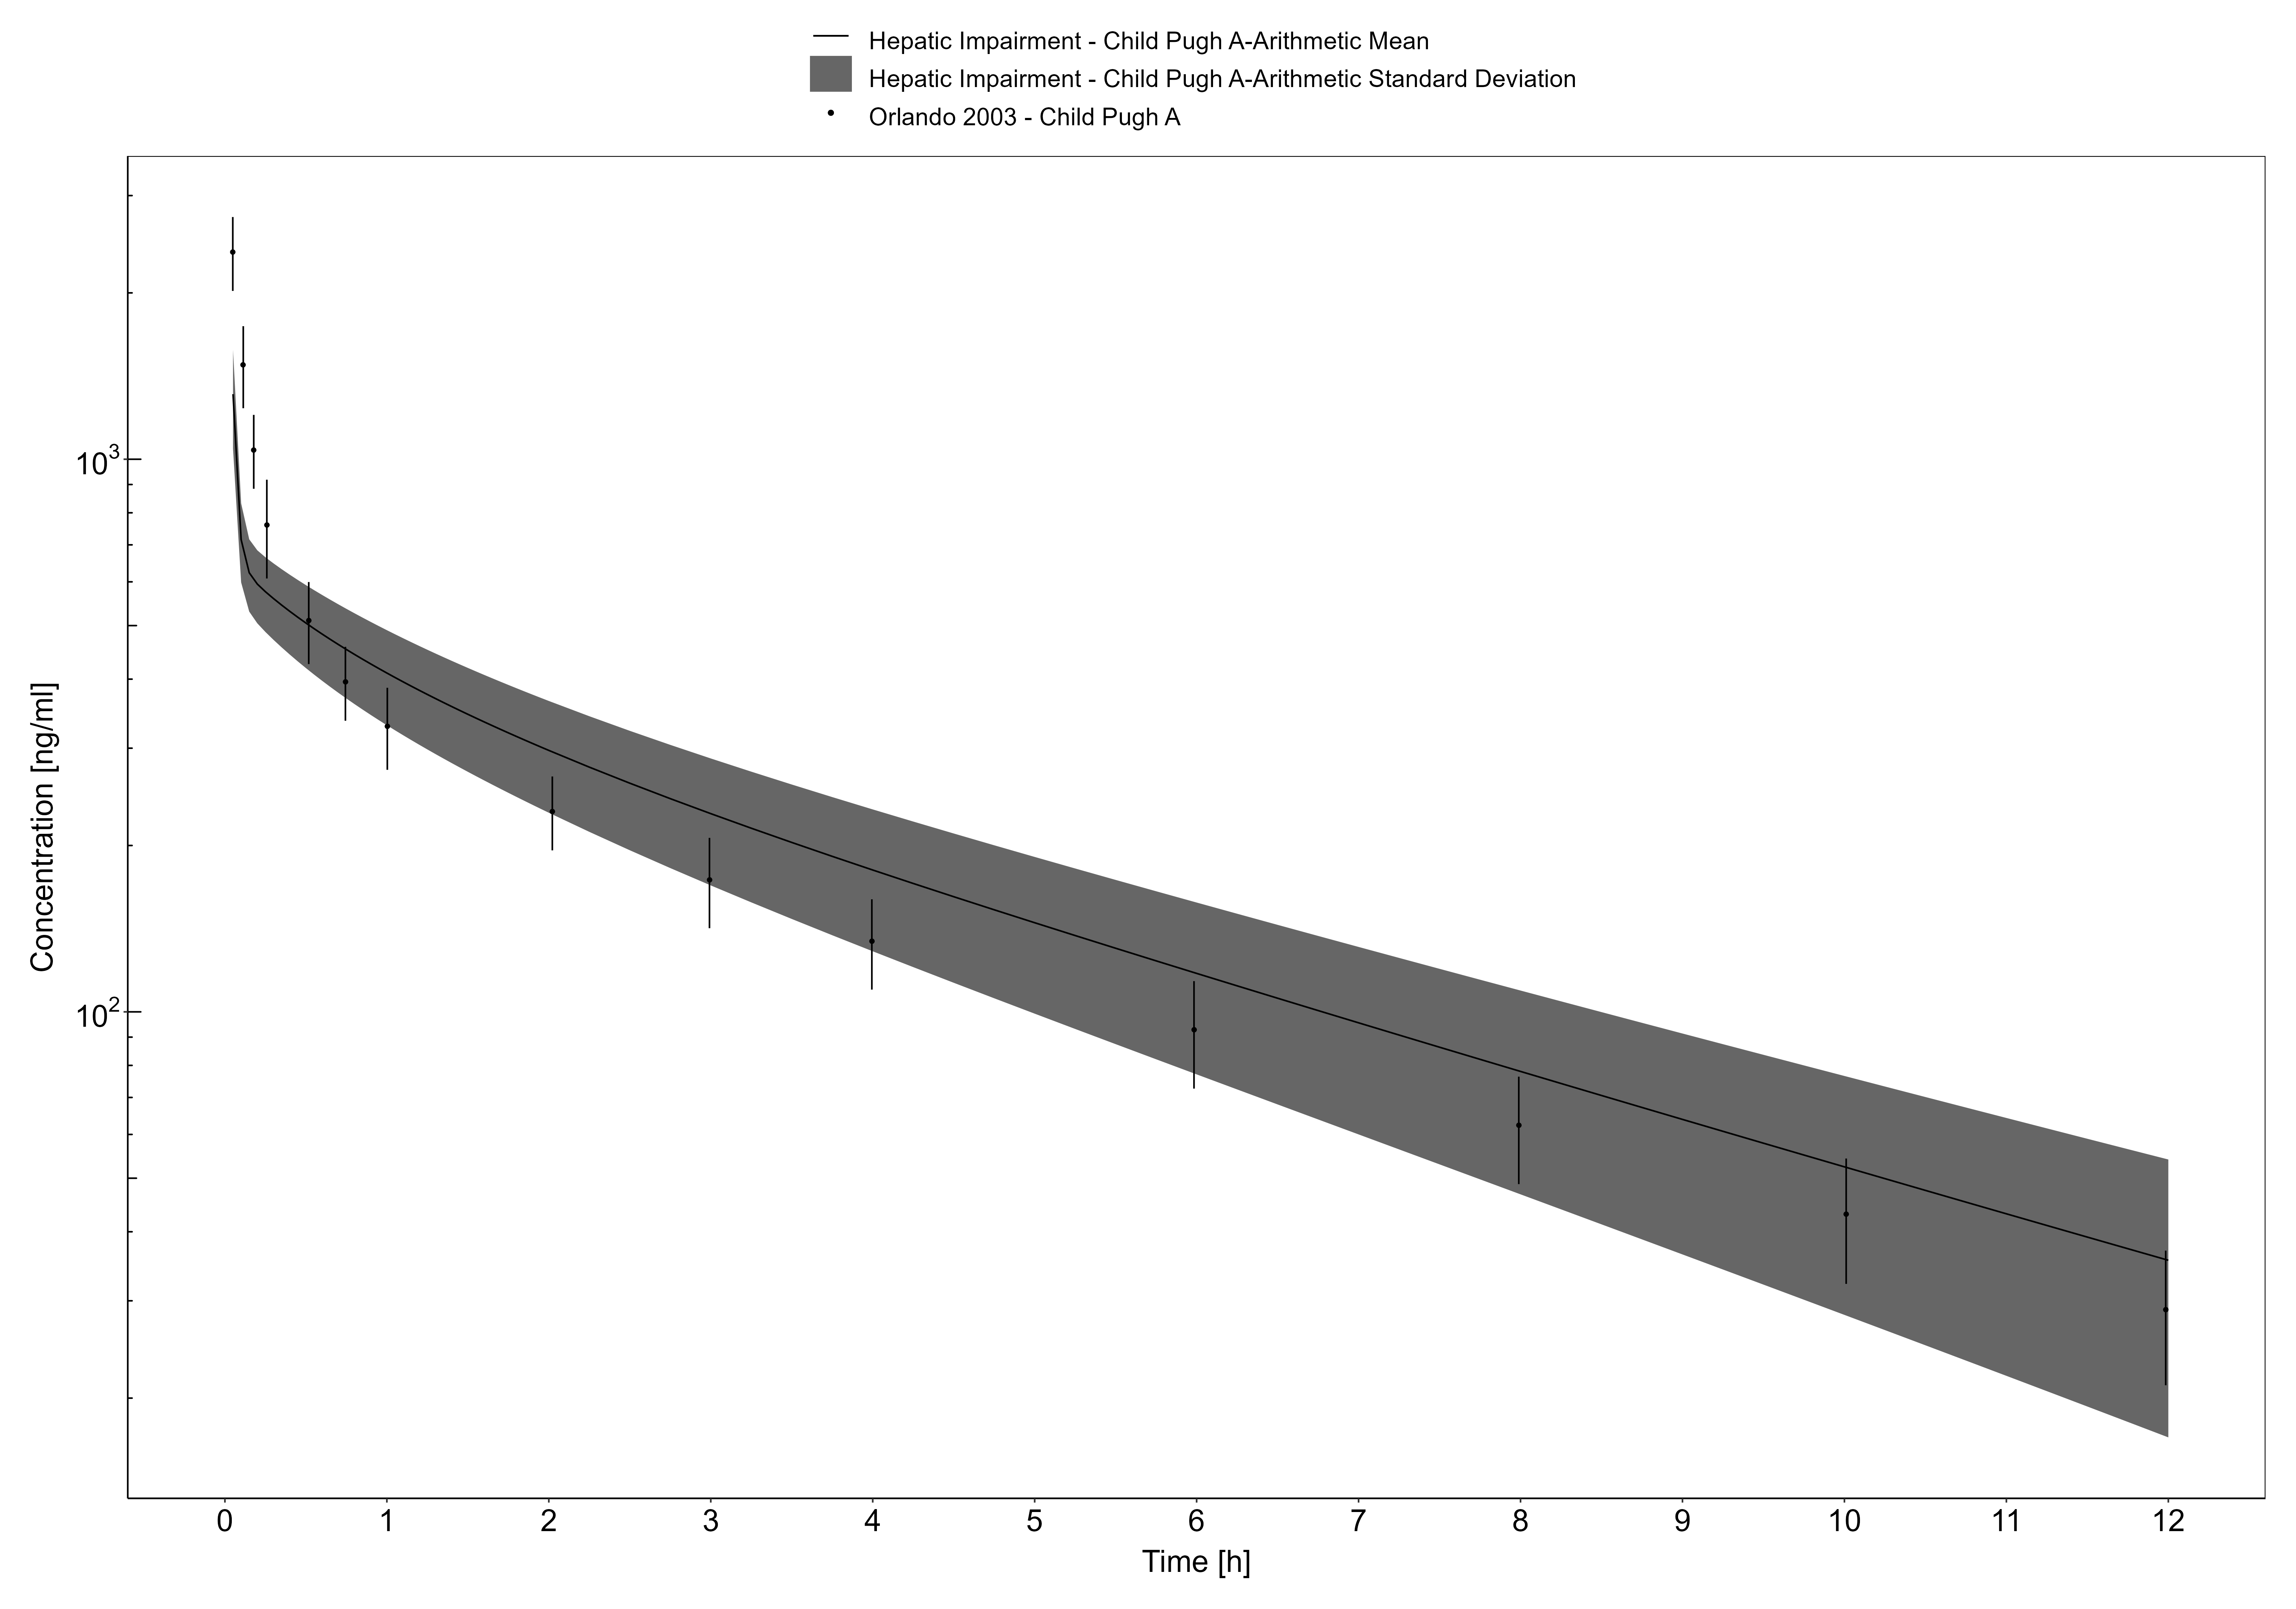 Hepatic Impairment - Child Pugh A-Arithmetic Mean
Hepatic Impairment - Child Pugh A-Arithmetic Standard Deviation
Orlando 2003 - Child Pugh A
Concentration [ng/ml]
10³
10²
0 1 2 3 4 5 6 7 8 9 10 11 12
Time [h]